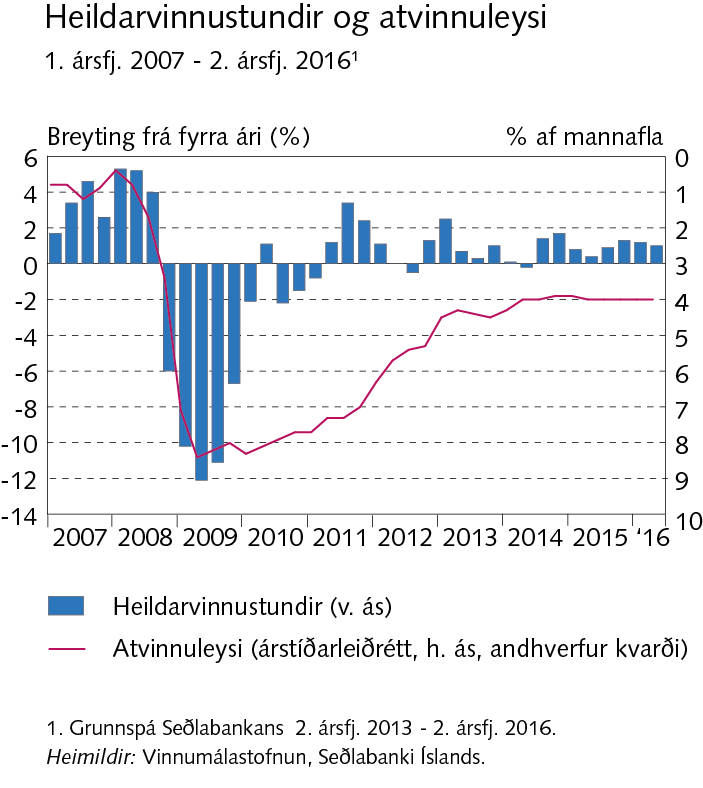 Heildarvinnustundir og atvinnuleysi
1. ársfj. 2007 - 2. ársfj. 2016¹
Breyting frá fyrra ári (%)
% af mannafla
6 0
4 1
2 2
0 3
-2 4
-4 5
-6 6
-8 7
-10 8
-12 9
-14 10
2007 2008 2009 2010 2011 2012 2013 2014 2015 ‘16
Heildarvinnustundir (v. ás)
Atvinnuleysi (árstíðarleiðrétt, h. ás, andhverfur kvarði)
1. Grunnspá Seðlabankans 2. ársfj. 2013 - 2. ársfj. 2016.
Heimildir: Vinnumálastofnun, Seðlabanki Íslands.